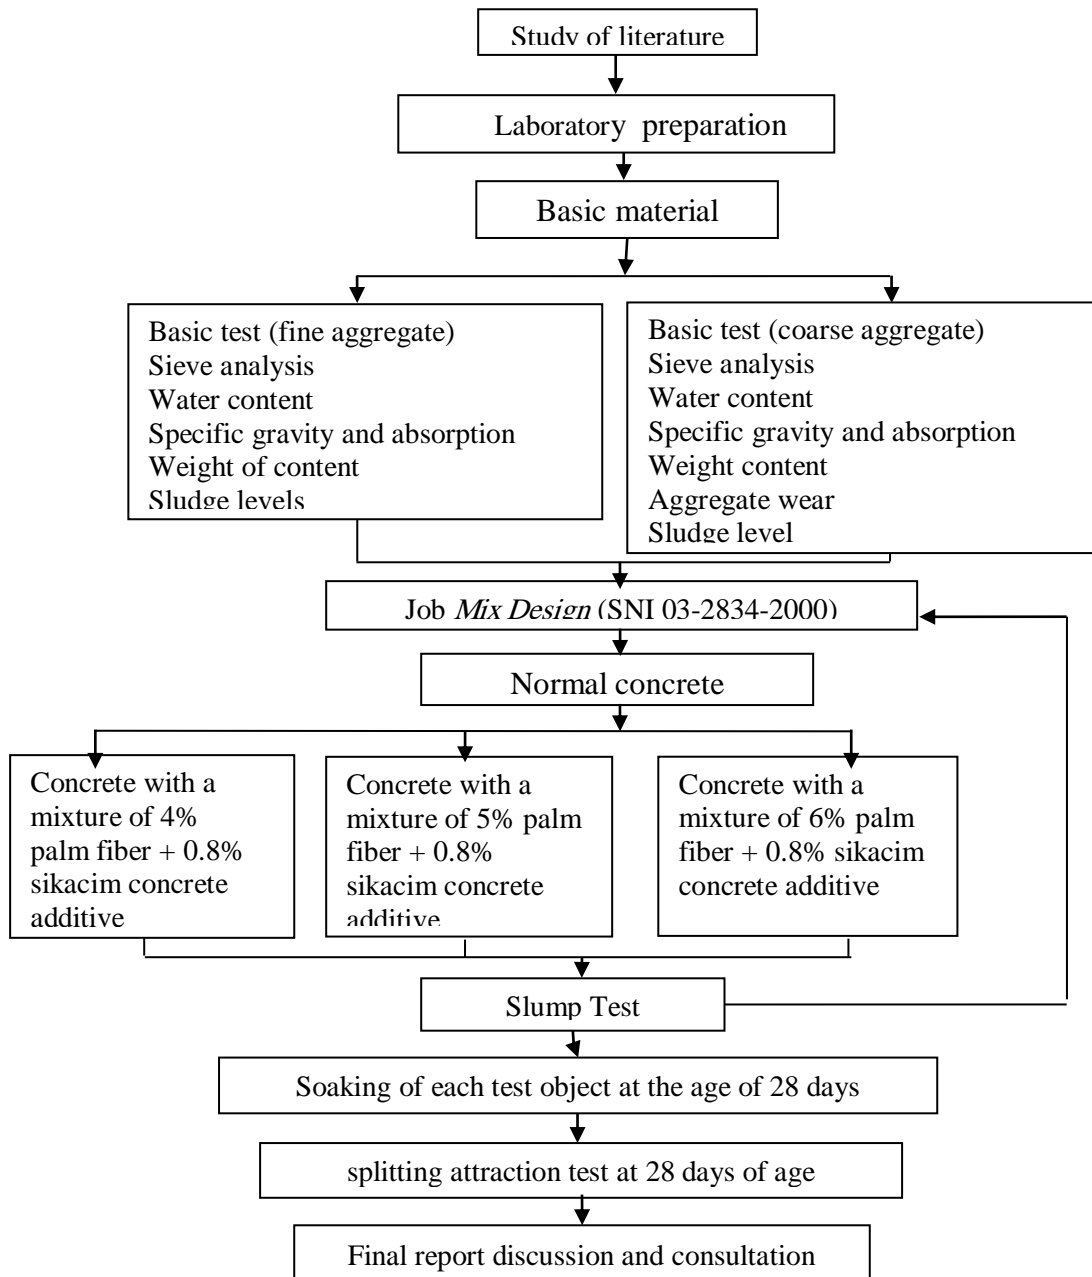 Study of literature
Laboratory preparation
Basic material
Basic test (fine aggregate)
Sieve analysis
Water content
Specific gravity and absorption
Weight of content
Sludge levels
Basic test (coarse aggregate)
Sieve analysis
Water content
Specific gravity and absorption
Weight content
Aggregate wear
Sludge level
Job Mix Design (SNI 03-2834-2000)
Normal concrete
Concrete with a
mixture of 4%
palm fiber + 0.8%
sikacim concrete
additive
Concrete with a
mixture of 5% palm
fiber + 0.8%
sikacim concrete
additive
Concrete with a
mixture of 6% palm
fiber + 0.8% sikacim
concrete additive
Slump Test
Soaking of each test object at the age of 28 days
splitting attraction test at 28 days of age
Final report discussion and consultation